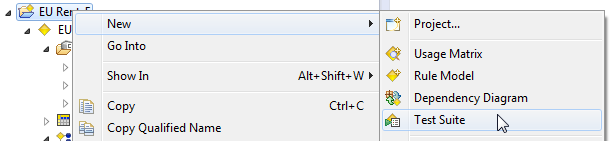 EU Rent
New
Project...
EU
Go Into
Usage Matrix
Rule Model
Show In Alt+Shift+W
Dependency Diagram
Copy Ctrl+C
Test Suite
Copy Qualified Name